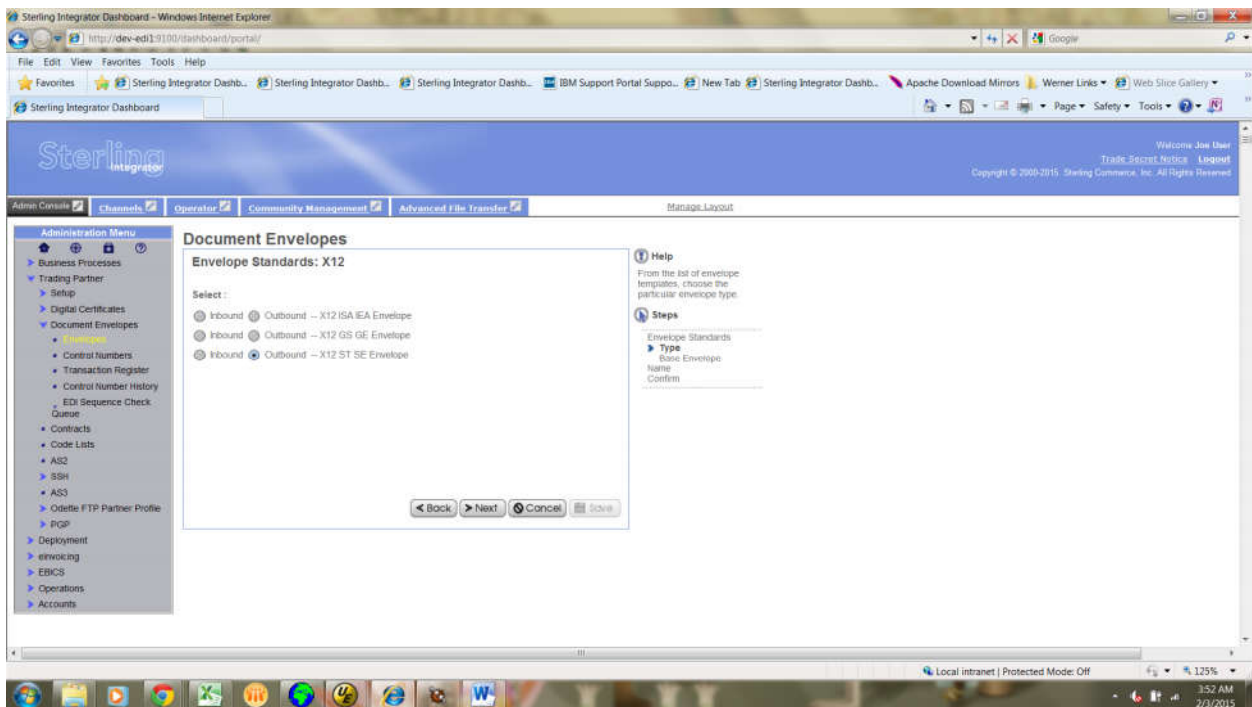 Sterling Integrator Dashboard - Windows Internet Explorer
http://dev-edi1:9100/dashboard/portal/
Google
File Edit View Favorites Tools Help
Favorites Sterling Integrator Dashb... Sterling Integrator Dashb... Sterling Integrator Dashb... IBM Support Portal Suppo... New Tab Sterling Integrator Dashb... Apache Download Mirrors Werner Links Web Slice Gallery
Sterling Integrator Dashboard
Page Safety Tools
Sterling
Integrator
Welcome Joe User
Trade Secret Notice Logout
Copyright © 2000-2015. Sterling Commerce, Inc. All Rights Reserved
Admin Console Channels Operator Community Management Advanced File Transfer Manage Layout
Administration Menu
Business Processes
Trading Partner
Setup
Digital Certificates
Document Envelopes
Envelopes
Control Numbers
Transaction Register
Control Number History
EDI Sequence Check
Queue
Contracts
Code Lists
AS2
SSH
AS3
Odette FTP Partner Profile
PGP
Deployment
eInvoicing
EBICS
Operations
Accounts
Document Envelopes
Envelope Standards: X12
Select :
Inbound Outbound -- X12 ISA IEA Envelope
Inbound Outbound -- X12 GS GE Envelope
Inbound Outbound -- X12 ST SE Envelope
Back Next Cancel Save
Help
From the list of envelope
templates, choose the
particular envelope type.
Steps
Envelope Standards
Type
Base Envelope
Name
Confirm
Local intranet | Protected Mode: Off
125%
3:52 AM
2/3/2015